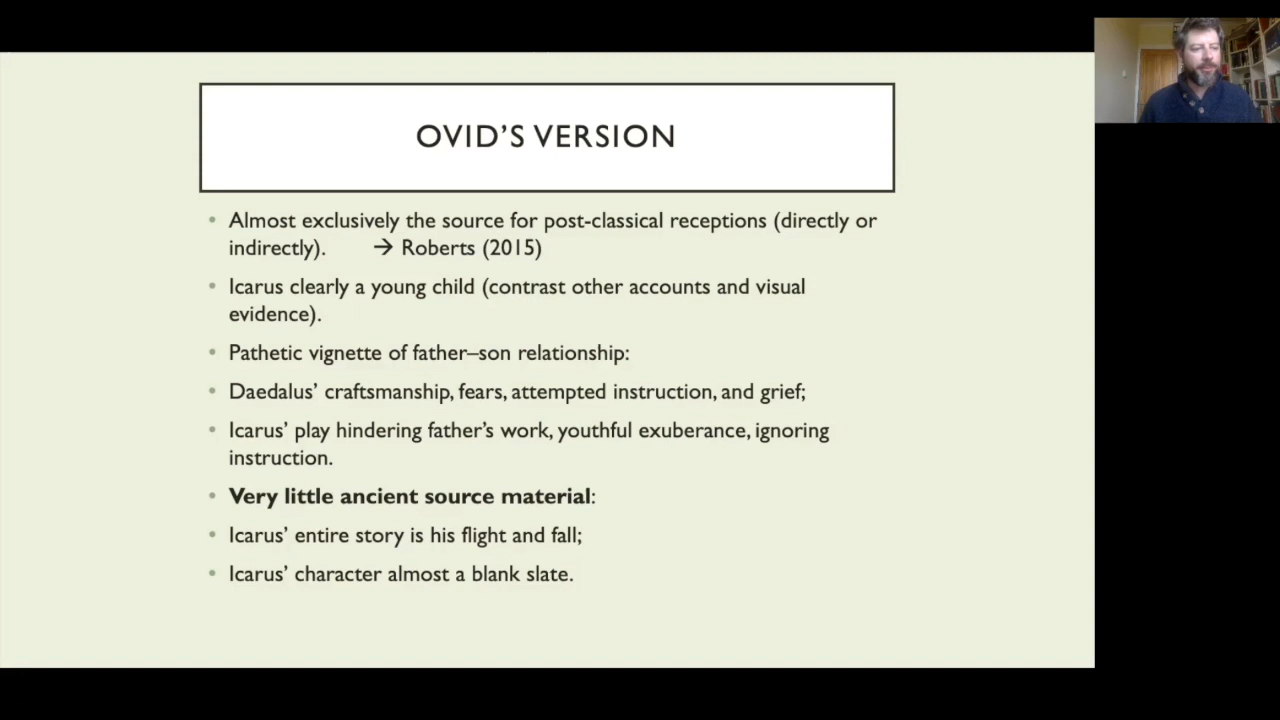 OVID’S VERSION
• Almost exclusively the source for post-classical receptions (directly or
indirectly). → Roberts (2015)
• Icarus clearly a young child (contrast other accounts and visual
evidence).
• Pathetic vignette of father–son relationship:
• Daedalus’ craftsmanship, fears, attempted instruction, and grief;
• Icarus’ play hindering father’s work, youthful exuberance, ignoring
instruction.
• Very little ancient source material:
• Icarus’ entire story is his flight and fall;
• Icarus’ character almost a blank slate.